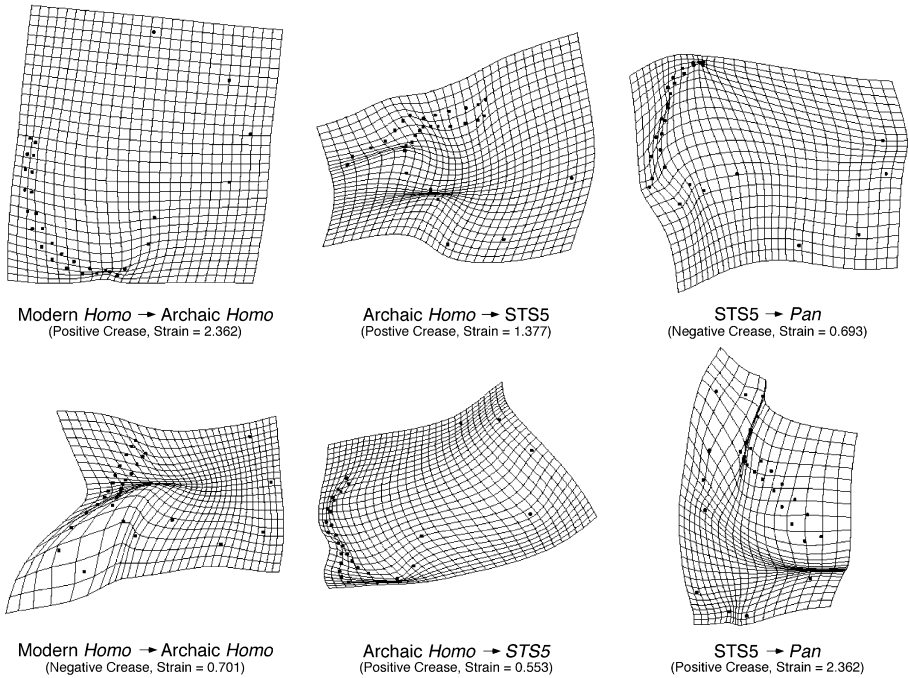 Modern Homo → Archaic Homo
(Positive Crease, Strain = 2.362)
Archaic Homo → STS5
(Postive Crease, Strain = 1.377)
STS5 → Pan
(Negative Crease, Strain = 0.693)
Modern Homo → Archaic Homo
(Negative Crease, Strain = 0.701)
Archaic Homo → STS5
(Positive Crease, Strain = 0.553)
STS5 → Pan
(Positive Crease, Strain = 2.362)